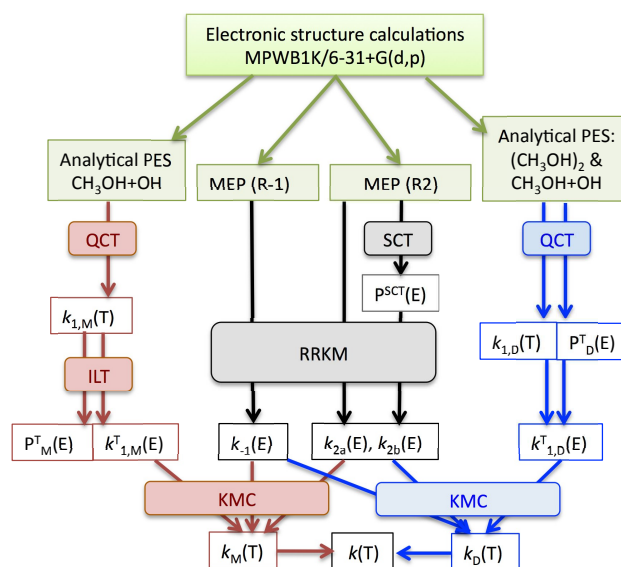 Electronic structure calculations
MPWB1K/6-31+G(d,p)
Analytical PES
CH₃OH+OH
MEP (R-1)
MEP (R2)
Analytical PES:
(CH₃OH)₂ &
CH₃OH+OH
QCT
SCT
QCT
Pˢᶜᵀ(E)
k₁,M(T)
RRKM
k₁,D(T)
PᵀD(E)
ILT
PᵀM(E)
kᵀ₁,M(E)
k₋₁(E)
k₂a(E), k₂b(E)
kᵀ₁,D(E)
KMC
KMC
kM(T)
k(T)
kD(T)